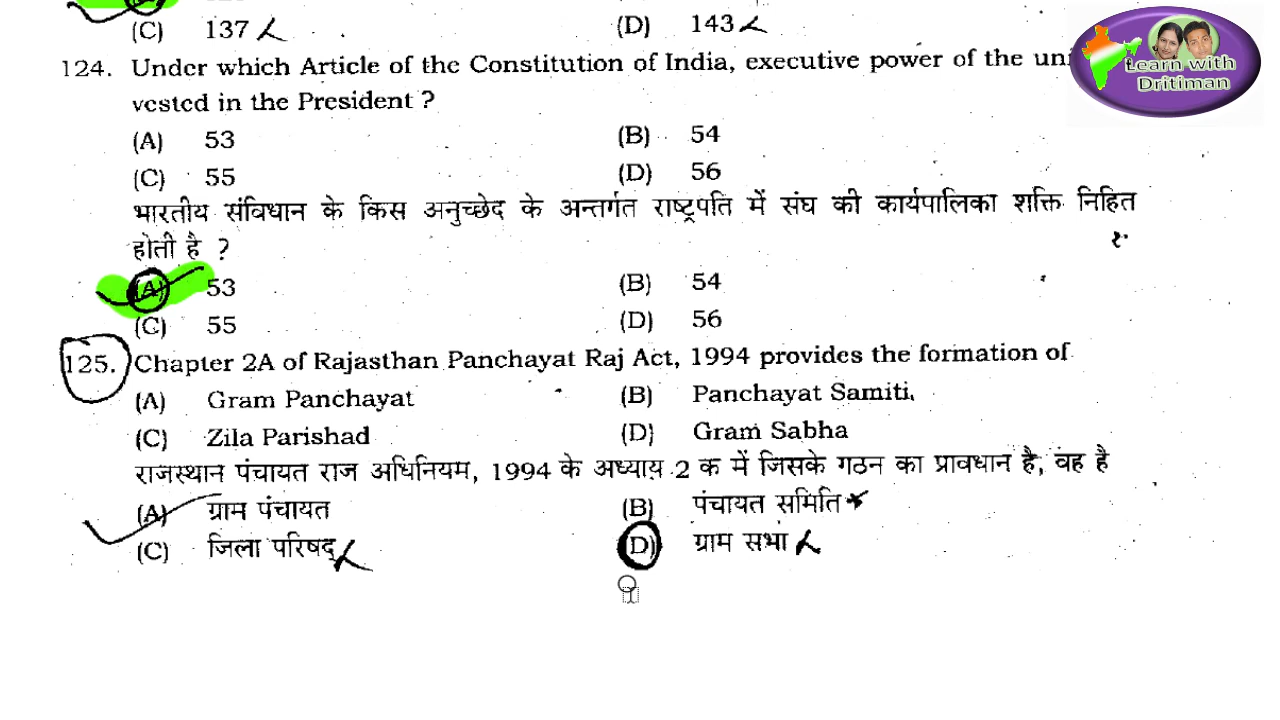 (C) 137 (D) 143
124. Under which Article of the Constitution of India, executive power of the
vested in the President ?
(A) 53 (B) 54
(C) 55 (D) 56
भारतीय संविधान के किस अनुच्छेद के अन्तर्गत राष्ट्रपति में संघ की कार्यपालिका शक्ति निहित
होती है ?
(A) 53 (B) 54
(C) 55 (D) 56
125. Chapter 2A of Rajasthan Panchayat Raj Act, 1994 provides the formation of
(A) Gram Panchayat (B) Panchayat Samiti
(C) Zila Parishad (D) Gram Sabha
राजस्थान पंचायत राज अधिनियम, 1994 के अध्याय 2 क में जिसके गठन का प्रावधान है, वह है
(A) ग्राम पंचायत (B) पंचायत समिति
(C) जिला परिषद् (D) ग्राम सभा
Learn with
Dritiman